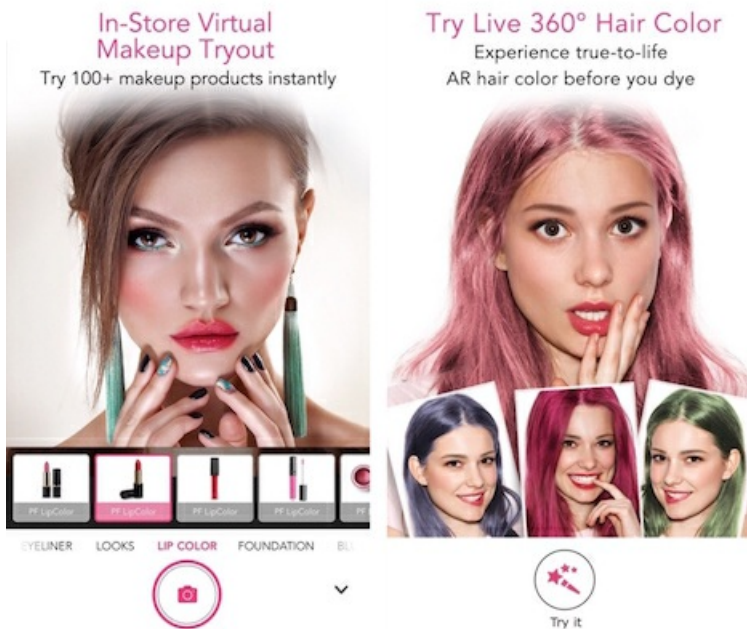 In-Store Virtual
Makeup Tryout
Try 100+ makeup products instantly
PF LipColor
PF LipColor
PF LipColor
PF LipColor
PF
EYELINER LOOKS LIP COLOR FOUNDATION BL
Try Live 360° Hair Color
Experience true-to-life
AR hair color before you dye
Try it